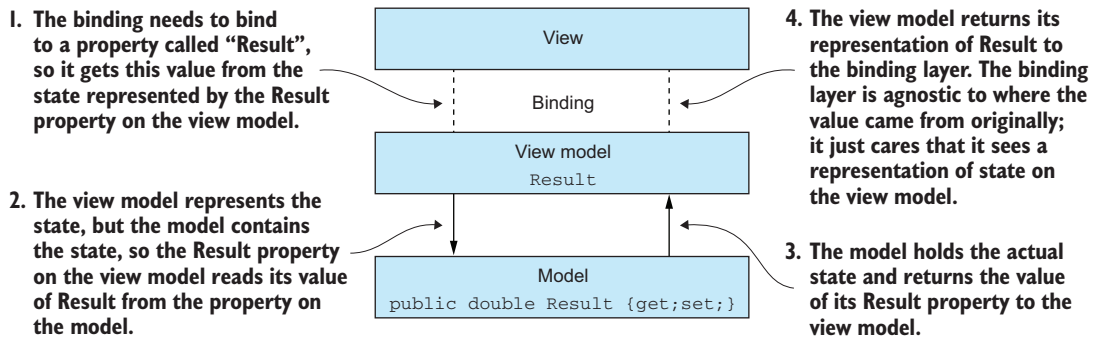 1. The binding needs to bind
to a property called “Result”,
so it gets this value from the
state represented by the Result
property on the view model.
2. The view model represents the
state, but the model contains
the state, so the Result property
on the view model reads its value
of Result from the property on
the model.
View
Binding
View model
Result
Model
public double Result {get;set;}
4. The view model returns its
representation of Result to
the binding layer. The binding
layer is agnostic to where the
value came from originally;
it just cares that it sees a
representation of state on
the view model.
3. The model holds the actual
state and returns the value
of its Result property to the
view model.